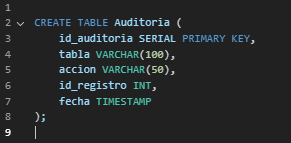 1
2 CREATE TABLE Auditoria (
3 id_auditoria SERIAL PRIMARY KEY,
4 tabla VARCHAR(100),
5 accion VARCHAR(50),
6 id_registro INT,
7 fecha TIMESTAMP
8 );
9